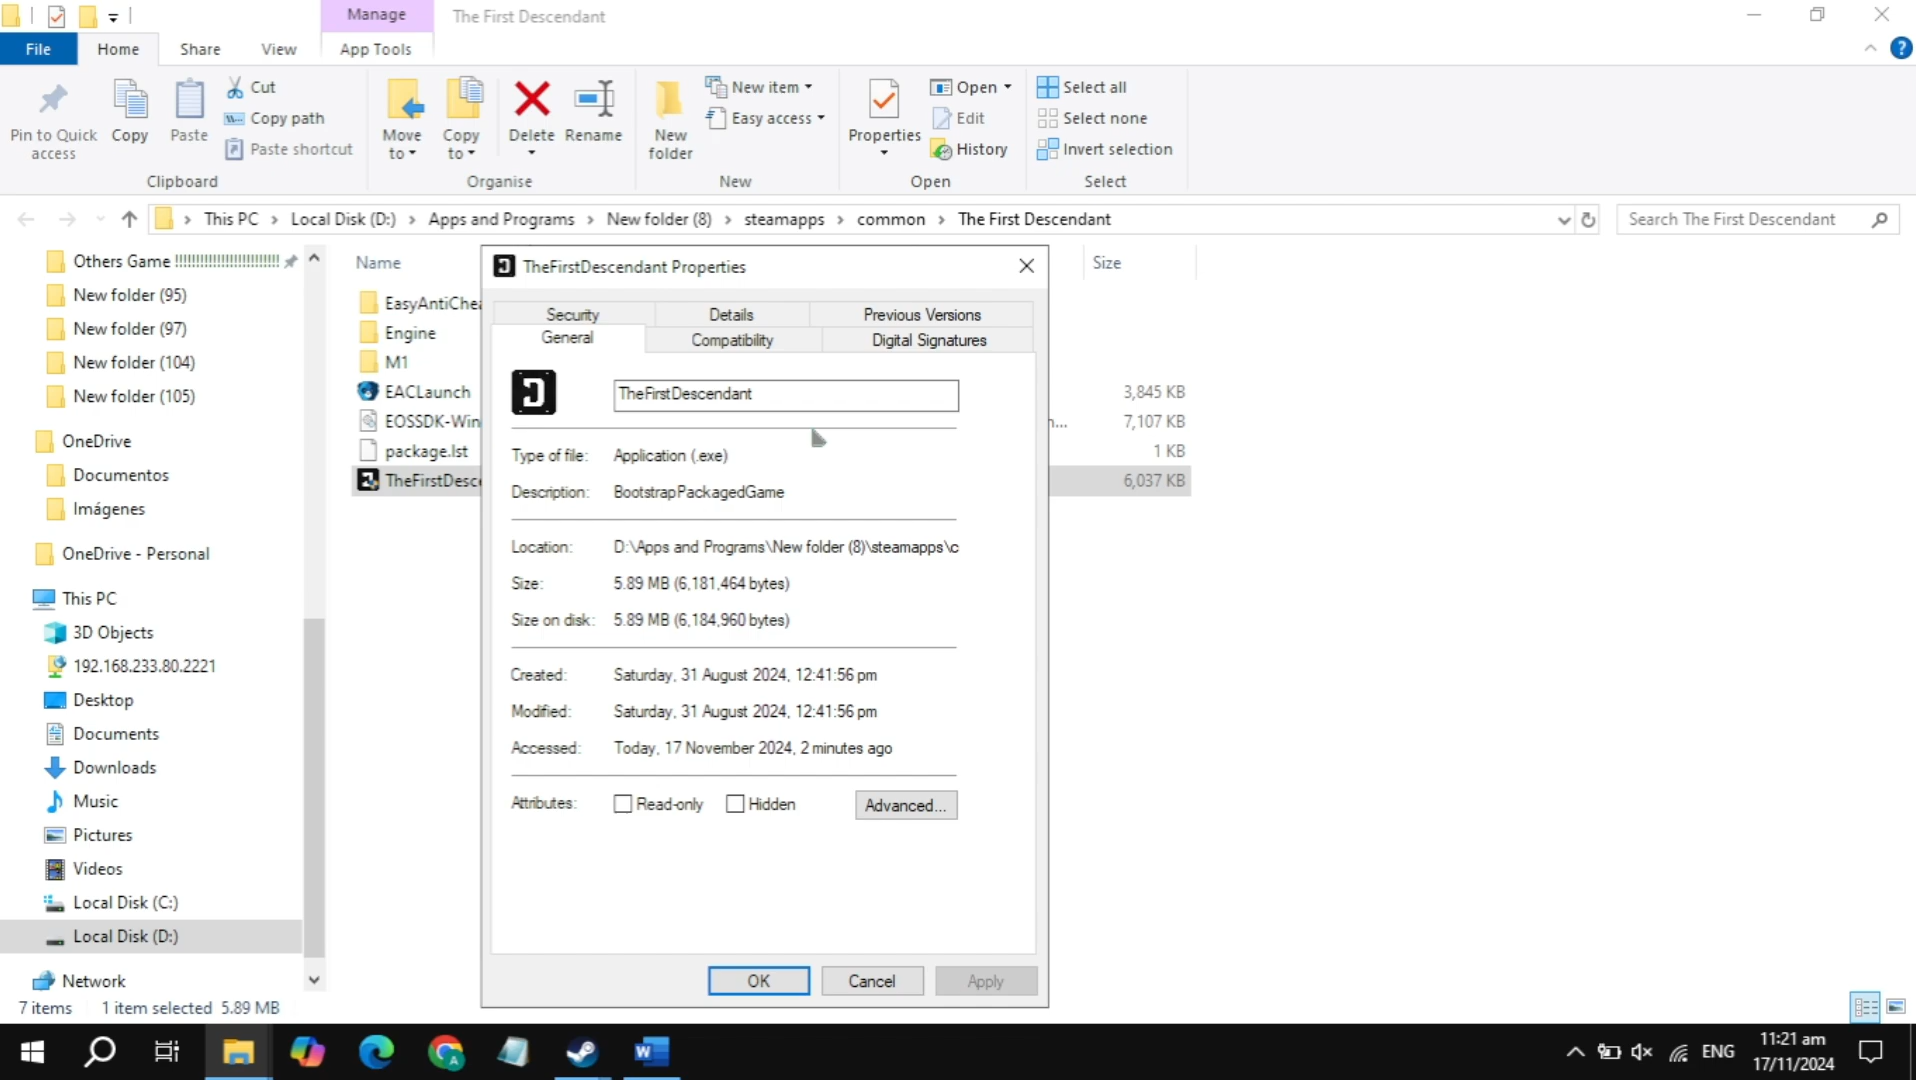 Manage
The First Descendant
File
Home
Share
View
App Tools
Pin to Quick access
Copy
Paste
Cut
Copy path
Paste shortcut
Clipboard
Move to
Copy to
Delete
Rename
Organise
New folder
New item
Easy access
New
Properties
Open
Edit
History
Open
Select all
Select none
Invert selection
Select
This PC > Local Disk (D:) > Apps and Programs > New folder (8) > steamapps > common > The First Descendant
Search The First Descendant
Others Game !!!!!!!!!!!!!!!!!!!!!!!!!
New folder (95)
New folder (97)
New folder (104)
New folder (105)
OneDrive
Documentos
Imágenes
OneDrive - Personal
This PC
3D Objects
192.168.233.80.2221
Desktop
Documents
Downloads
Music
Pictures
Videos
Local Disk (C:)
Local Disk (D:)
Network
Name
Size
EasyAntiChea
Engine
M1
EACLaunch
3,845 KB
EOSSDK-Win
n...
7,107 KB
package.lst
1 KB
TheFirstDesce
6,037 KB
TheFirstDescendant Properties
Security
Details
Previous Versions
General
Compatibility
Digital Signatures
TheFirstDescendant
Type of file: Application (.exe)
Description: BootstrapPackagedGame
Location: D:\Apps and Programs\New folder (8)\steamapps\c
Size: 5.89 MB (6,181,464 bytes)
Size on disk: 5.89 MB (6,184,960 bytes)
Created: Saturday, 31 August 2024, 12:41:56 pm
Modified: Saturday, 31 August 2024, 12:41:56 pm
Accessed: Today, 17 November 2024, 2 minutes ago
Attributes: Read-only Hidden Advanced...
OK
Cancel
Apply
7 items 1 item selected 5.89 MB
ENG
11:21 am
17/11/2024